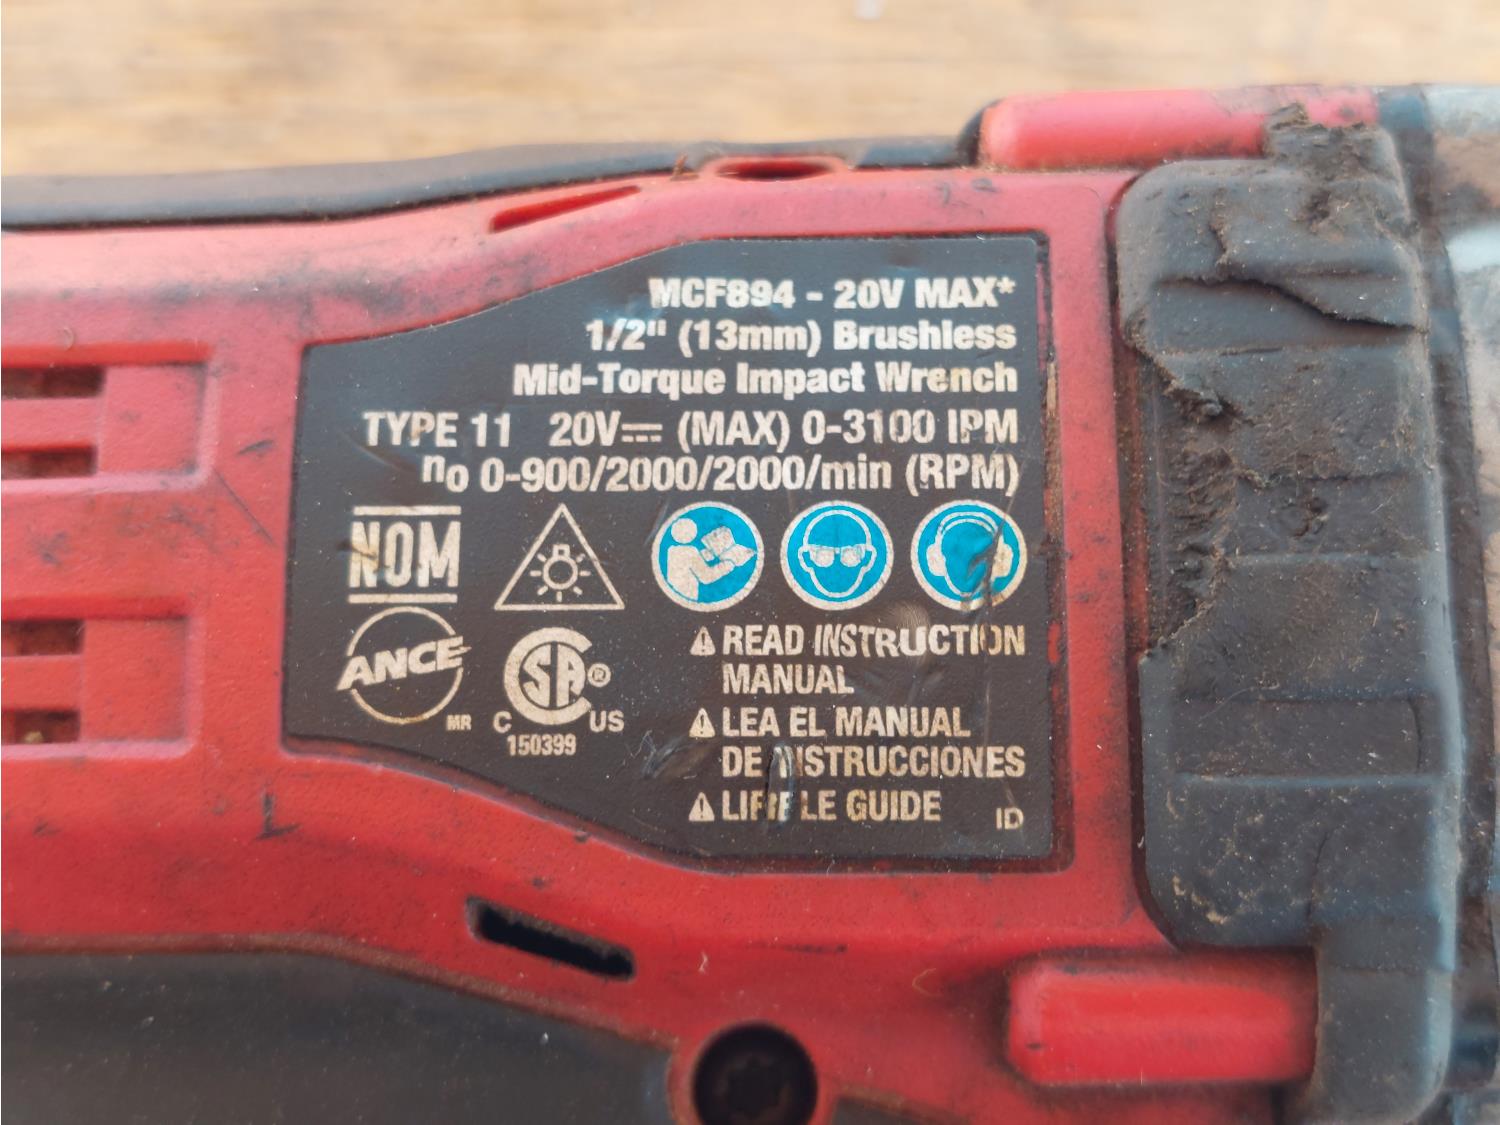 MCF894 - 20V MAX*
1/2" (13mm) Brushless
Mid-Torque Impact Wrench
TYPE 11 20V⎓ (MAX) 0-3100 IPM
no 0-900/2000/2000/min (RPM)
NOM
ANCE
MR
CSA®
C US
150399
⚠ READ INSTRUCTION
MANUAL
⚠ LEA EL MANUAL
DE INSTRUCCIONES
⚠ LIRE LE GUIDE
ID